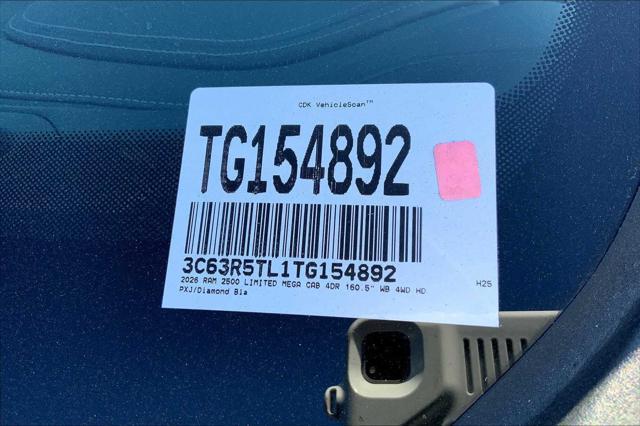 CDK VehicleScan™
TG154892
3C63R5TL1TG154892
2026 RAM 2500 LIMITED MEGA CAB 4DR 160.5" WB 4WD HD H25
PXJ/Diamond Bla